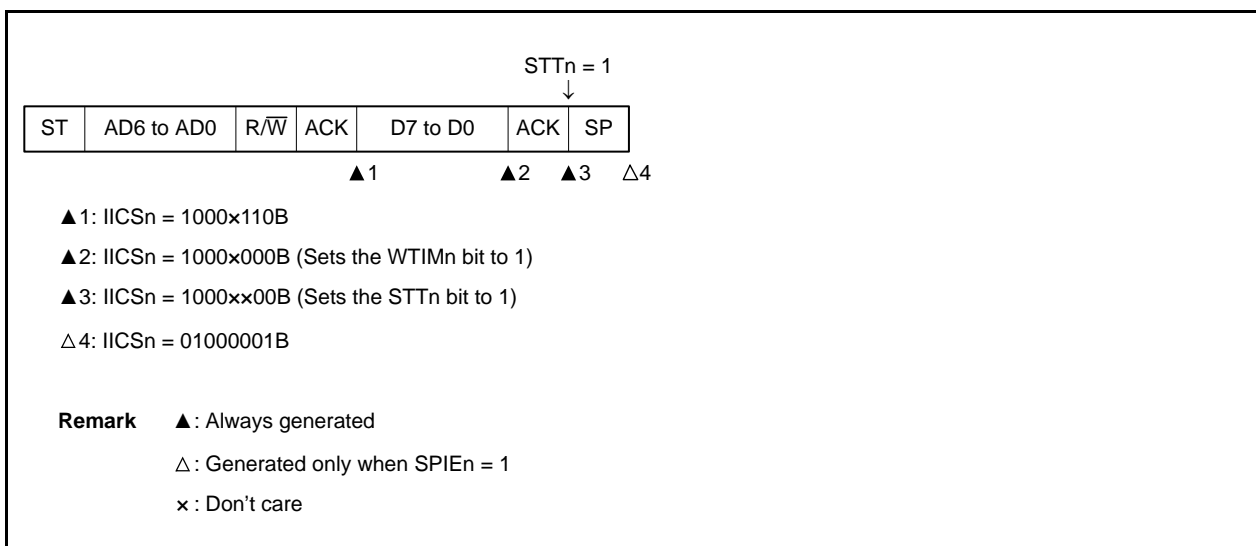 STTn = 1
↓
ST AD6 to AD0 R/W̅ ACK D7 to D0 ACK SP
▲1 ▲2 ▲3 △4
▲1: IICSn = 1000×110B
▲2: IICSn = 1000×000B (Sets the WTIMn bit to 1)
▲3: IICSn = 1000××00B (Sets the STTn bit to 1)
△4: IICSn = 01000001B
Remark ▲: Always generated
△: Generated only when SPIEn = 1
×: Don't care